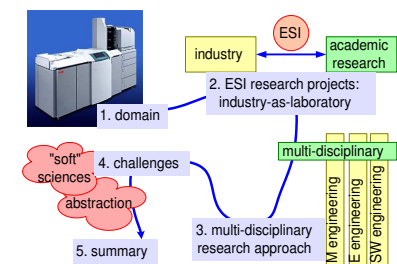 ESI
industry
academic
research
1. domain
2. ESI research projects:
industry-as-laboratory
multi-disciplinary
M engineering
E engineering
SW engineering
3. multi-disciplinary
research approach
"soft"
sciences
4. challenges
abstraction
5. summary